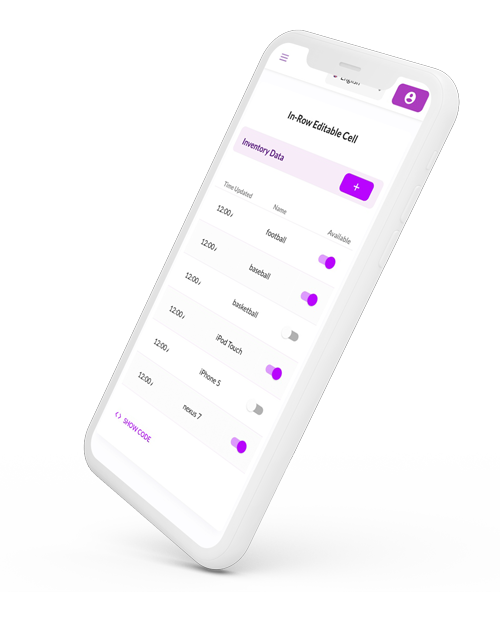 In-Row Editable Cell
Inventory Data
+
Time Updated Name Available
12:00 football
12:00 baseball
12:00 basketball
12:00 iPod Touch
12:00 iPhone 5
12:00 nexus 7
<> SHOW CODE